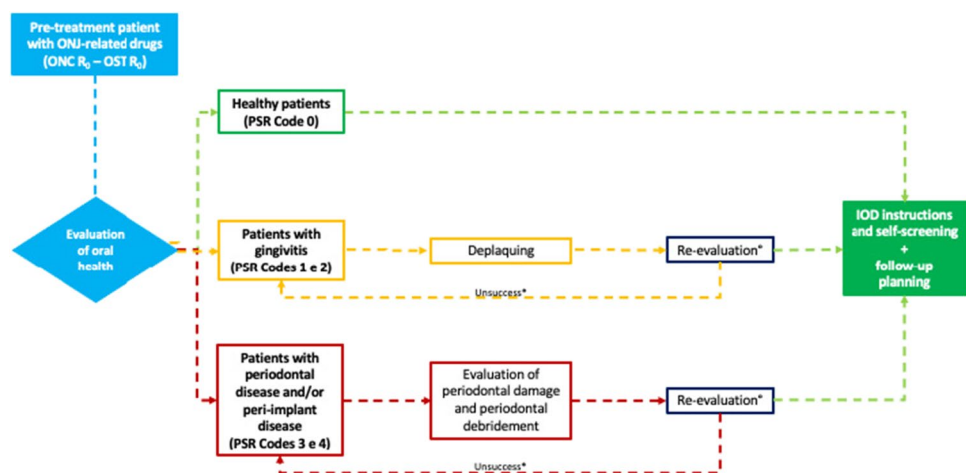 Pre-treatment patient
with ONJ-related drugs
(ONC R₀ – OST R₀)
Healthy patients
(PSR Code 0)
Evaluation
of oral
health
Patients with
gingivitis
(PSR Codes 1 e 2)
Deplaquing
Re-evaluation°
Unsuccess*
IOD instructions
and self-screening
+
follow-up
planning
Patients with
periodontal
disease and/or
peri-implant
disease
(PSR Codes 3 e 4)
Evaluation of
periodontal damage
and periodontal
debridement
Re-evaluation°
Unsuccess*